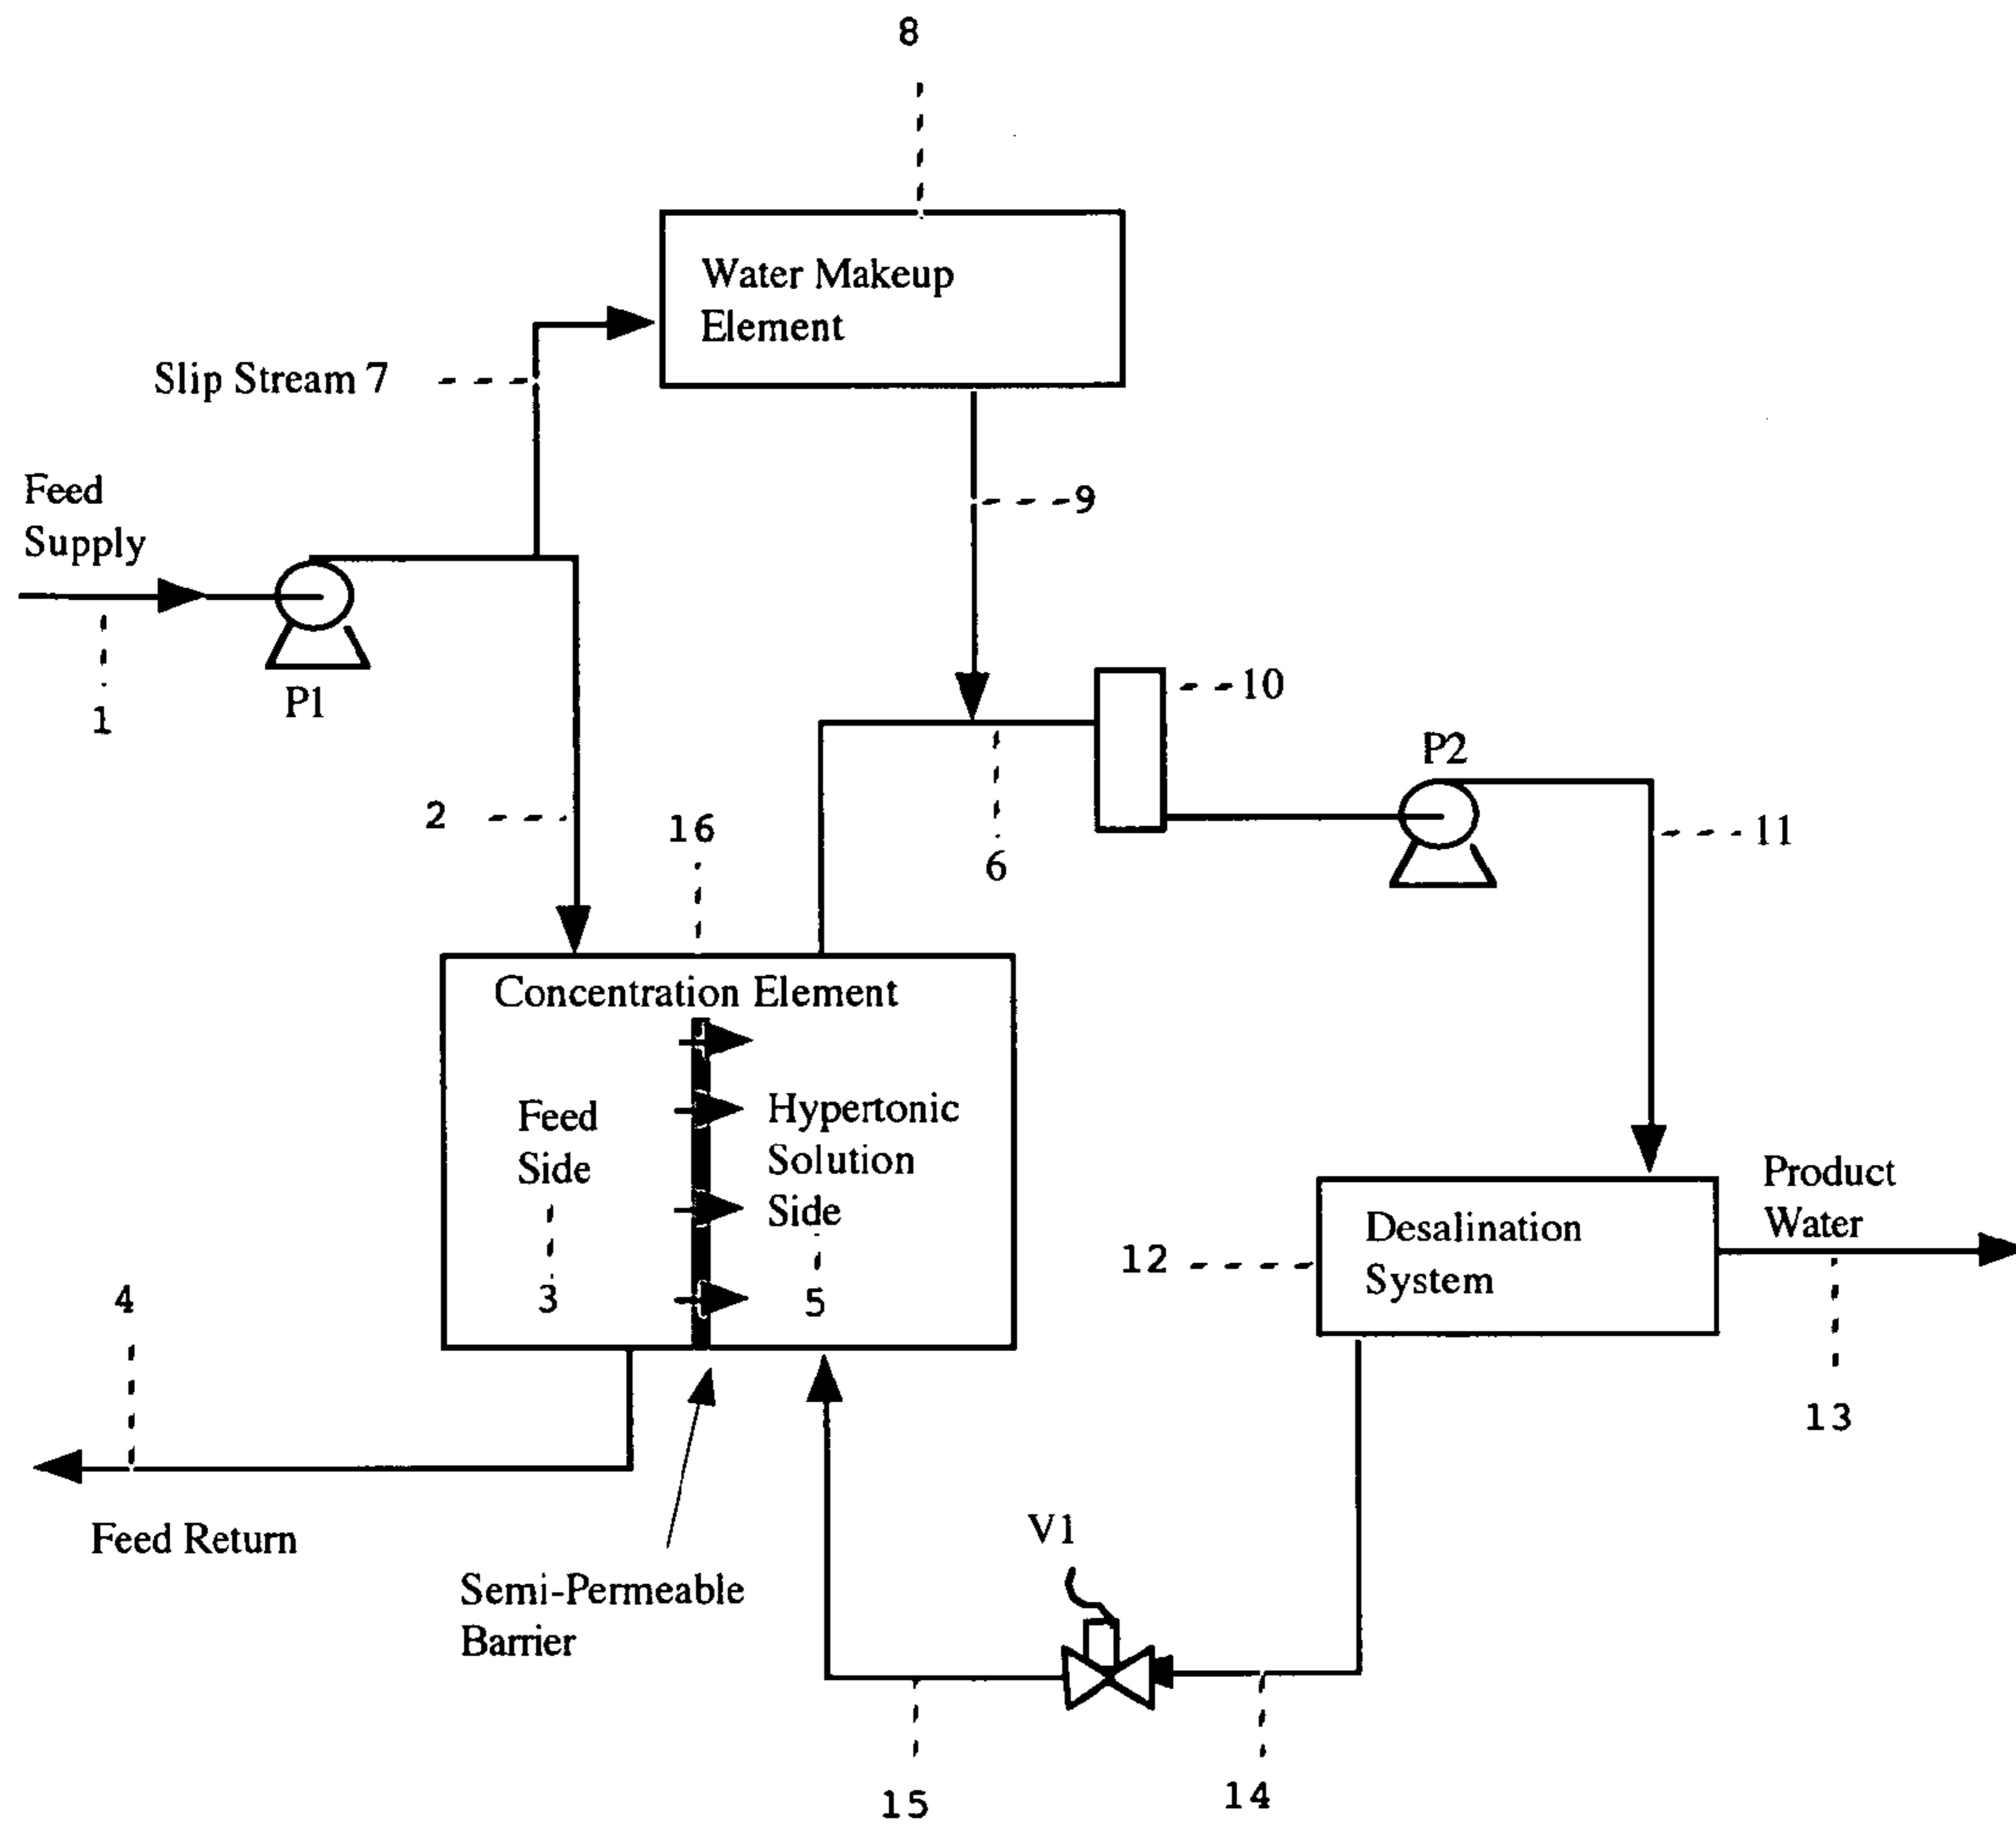 8
Water Makeup
Element
Slip Stream 7
Feed
Supply
9
P1
1
10
P2
2
16
6
11
Concentration Element
Feed
Side
3
Hypertonic
Solution
Side
5
Product
Water
Desalination
System
12
4
13
Feed Return
V1
Semi-Permeable
Barrier
15
14